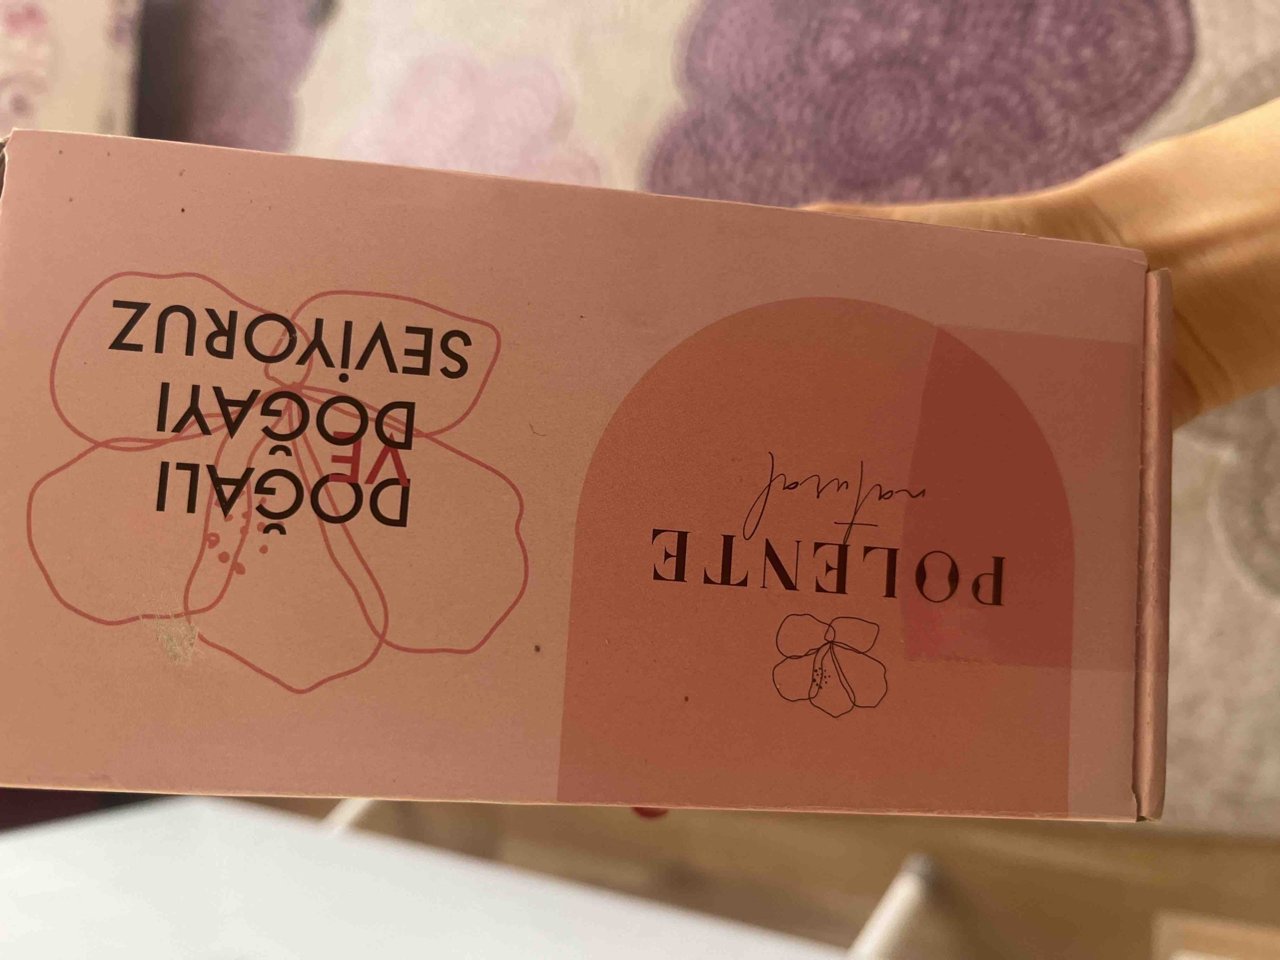 POLENTE
natural
DOĞALI
VE
DOĞAYI
SEVİYORUZ